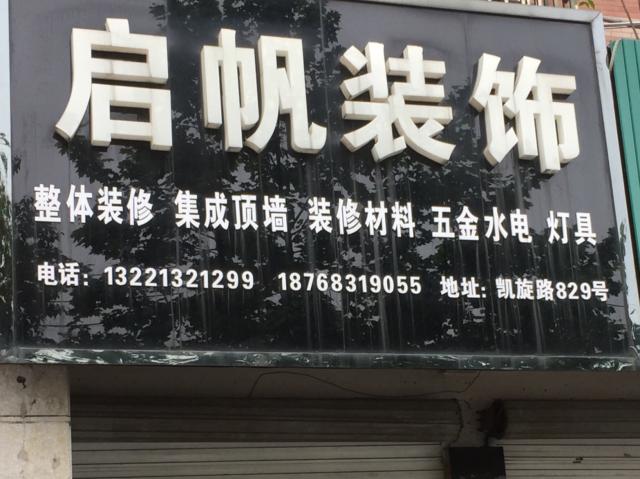 启帆装饰
整体装修 集成顶墙 装修材料 五金水电 灯具
电话：13221321299 18768319055 地址：凯旋路829号